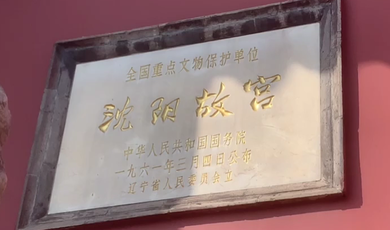 全国重点文物保护单位
沈阳故宫
中华人民共和国国务院
一九六一年三月四日公布
辽宁省人民委员会立